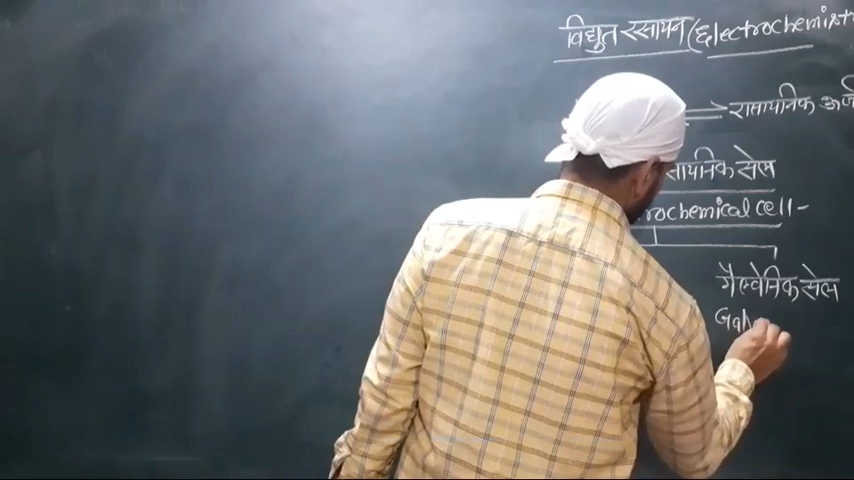 विद्युत रसायन (Electrochemist
⇒ रासायनिक ऊर्ज
सायनिक सेल
rochemical cell -
गैल्वेनिक सेल
Galv